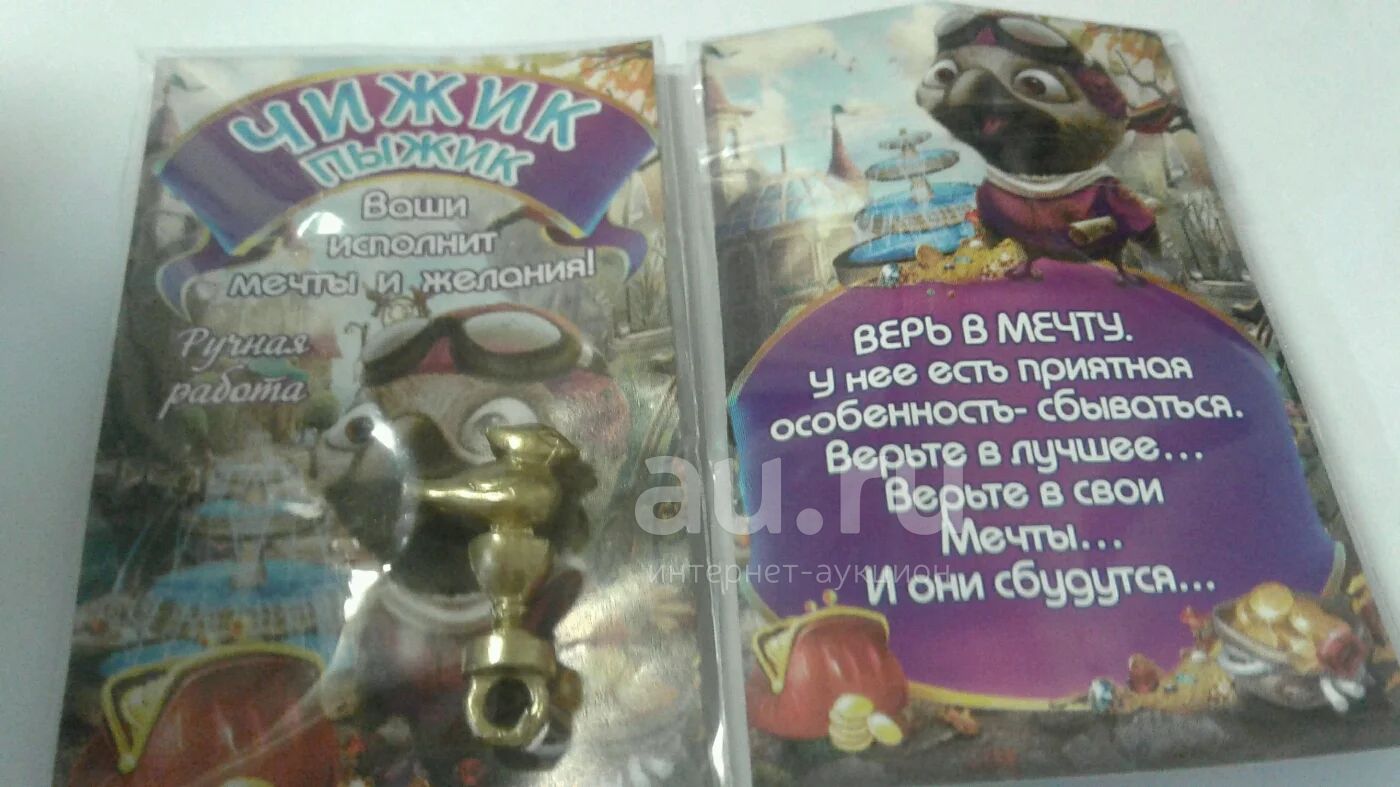 ЧИЖИК
ПЫЖИК
Ваши
исполнит
мечты и желания!
Ручная
работа
ВЕРЬ В МЕЧТУ.
У нее есть приятная
особенность- сбываться.
Верьте в лучшее...
Верьте в свои
Мечты...
И они сбудутся...
au.ru
интернет-аукцион